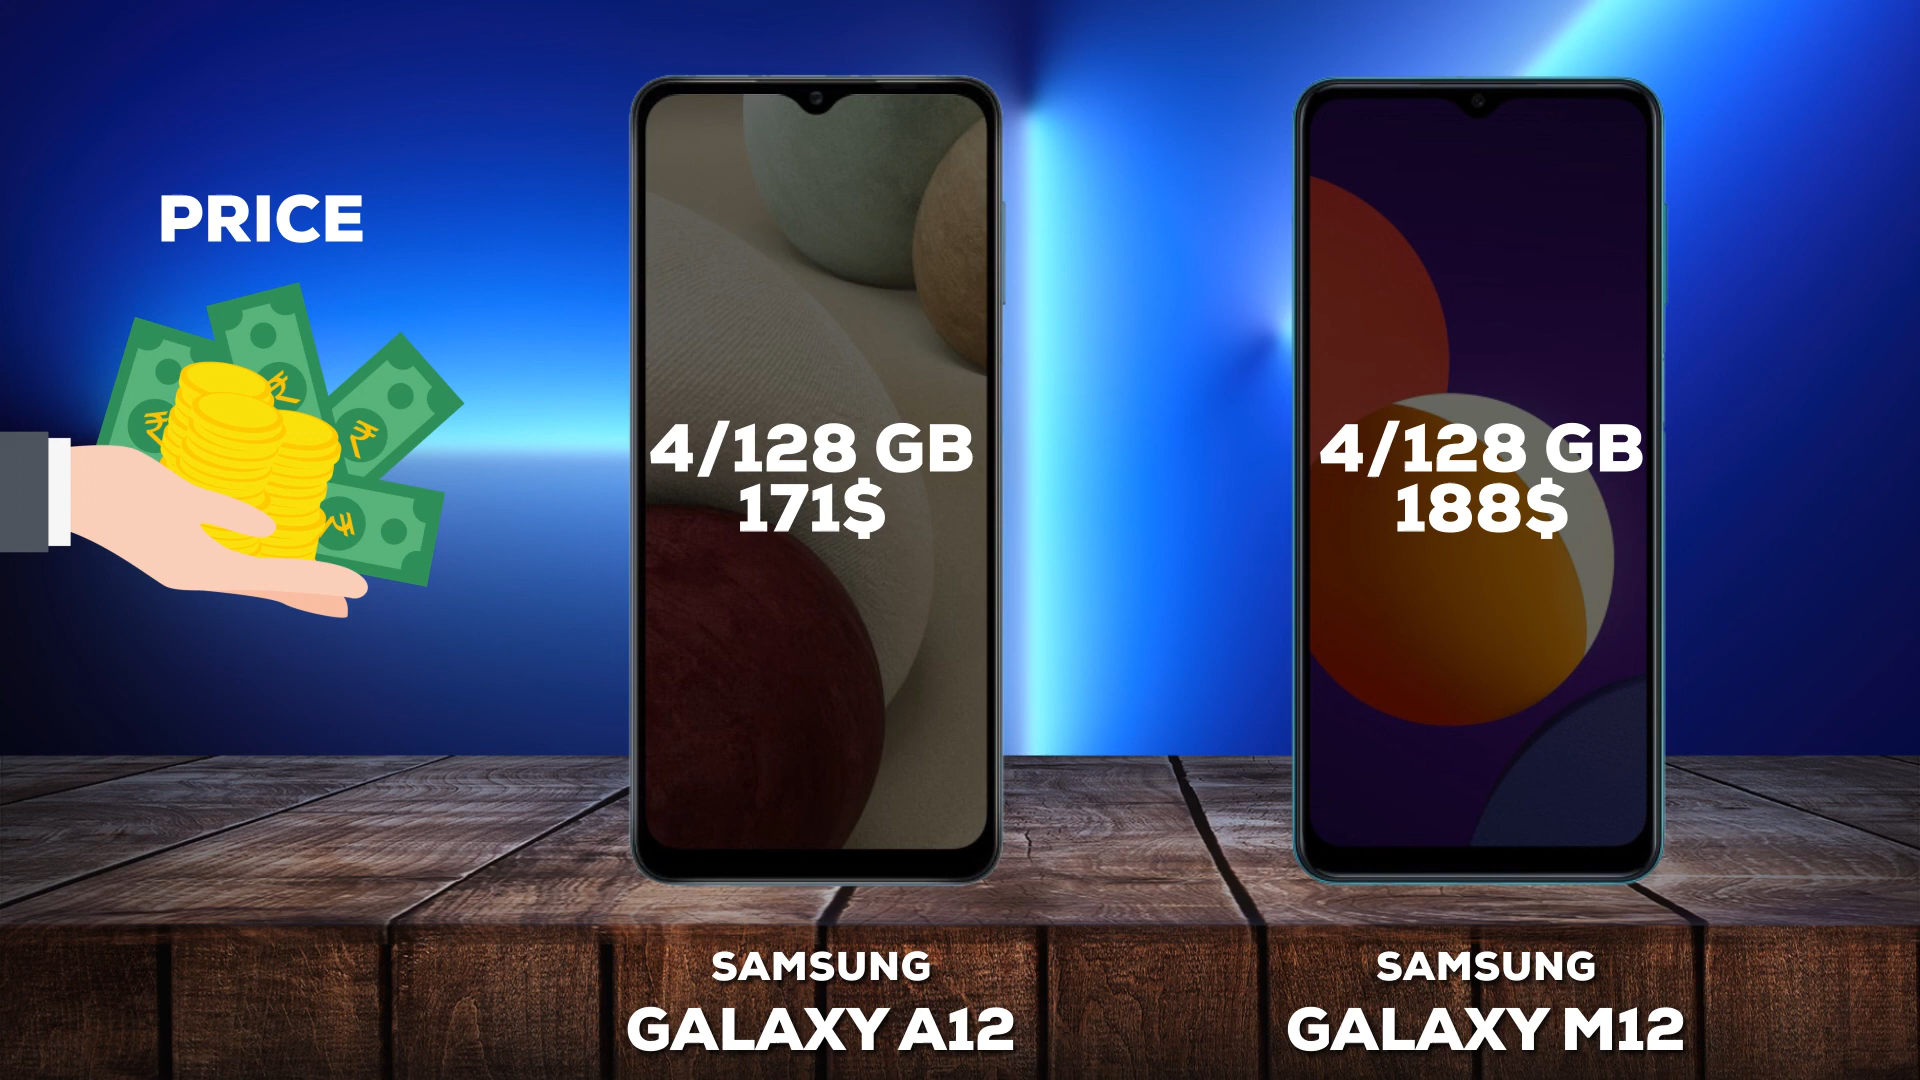 PRICE
₹
₹
₹
₹
4/128 GB
171$
4/128 GB
188$
SAMSUNG
GALAXY A12
SAMSUNG
GALAXY M12